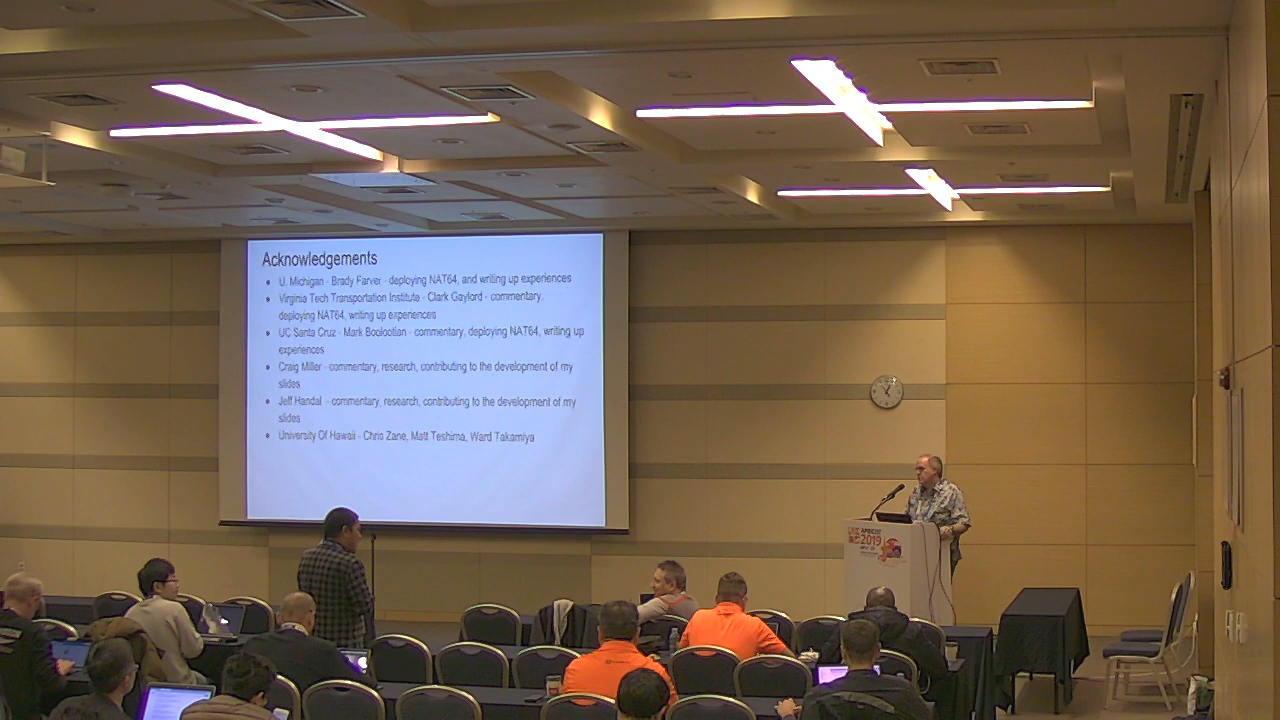 Acknowledgements
• U. Michigan - Brady Farver - deploying NAT64, and writing up experiences
• Virginia Tech Transportation Institute - Clark Gaylord - commentary,
deploying NAT64, writing up experiences
• UC Santa Cruz - Mark Boolootian - commentary, deploying NAT64, writing up
experiences
• Craig Miller - commentary, research, contributing to the development of my
slides
• Jeff Handal - commentary, research, contributing to the development of my
slides
• University Of Hawaii - Chris Zane, Matt Teshima, Ward Takamiya
APRICOT
2019